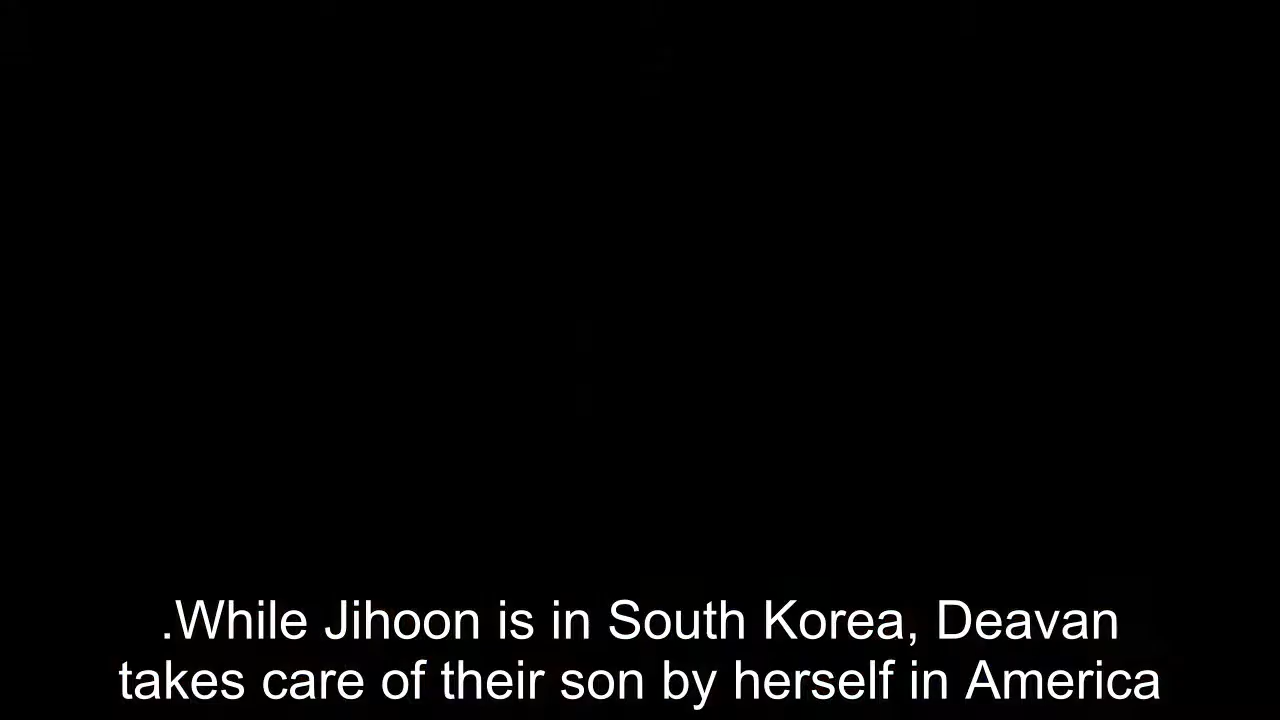 .While Jihoon is in South Korea, Deavan
takes care of their son by herself in America